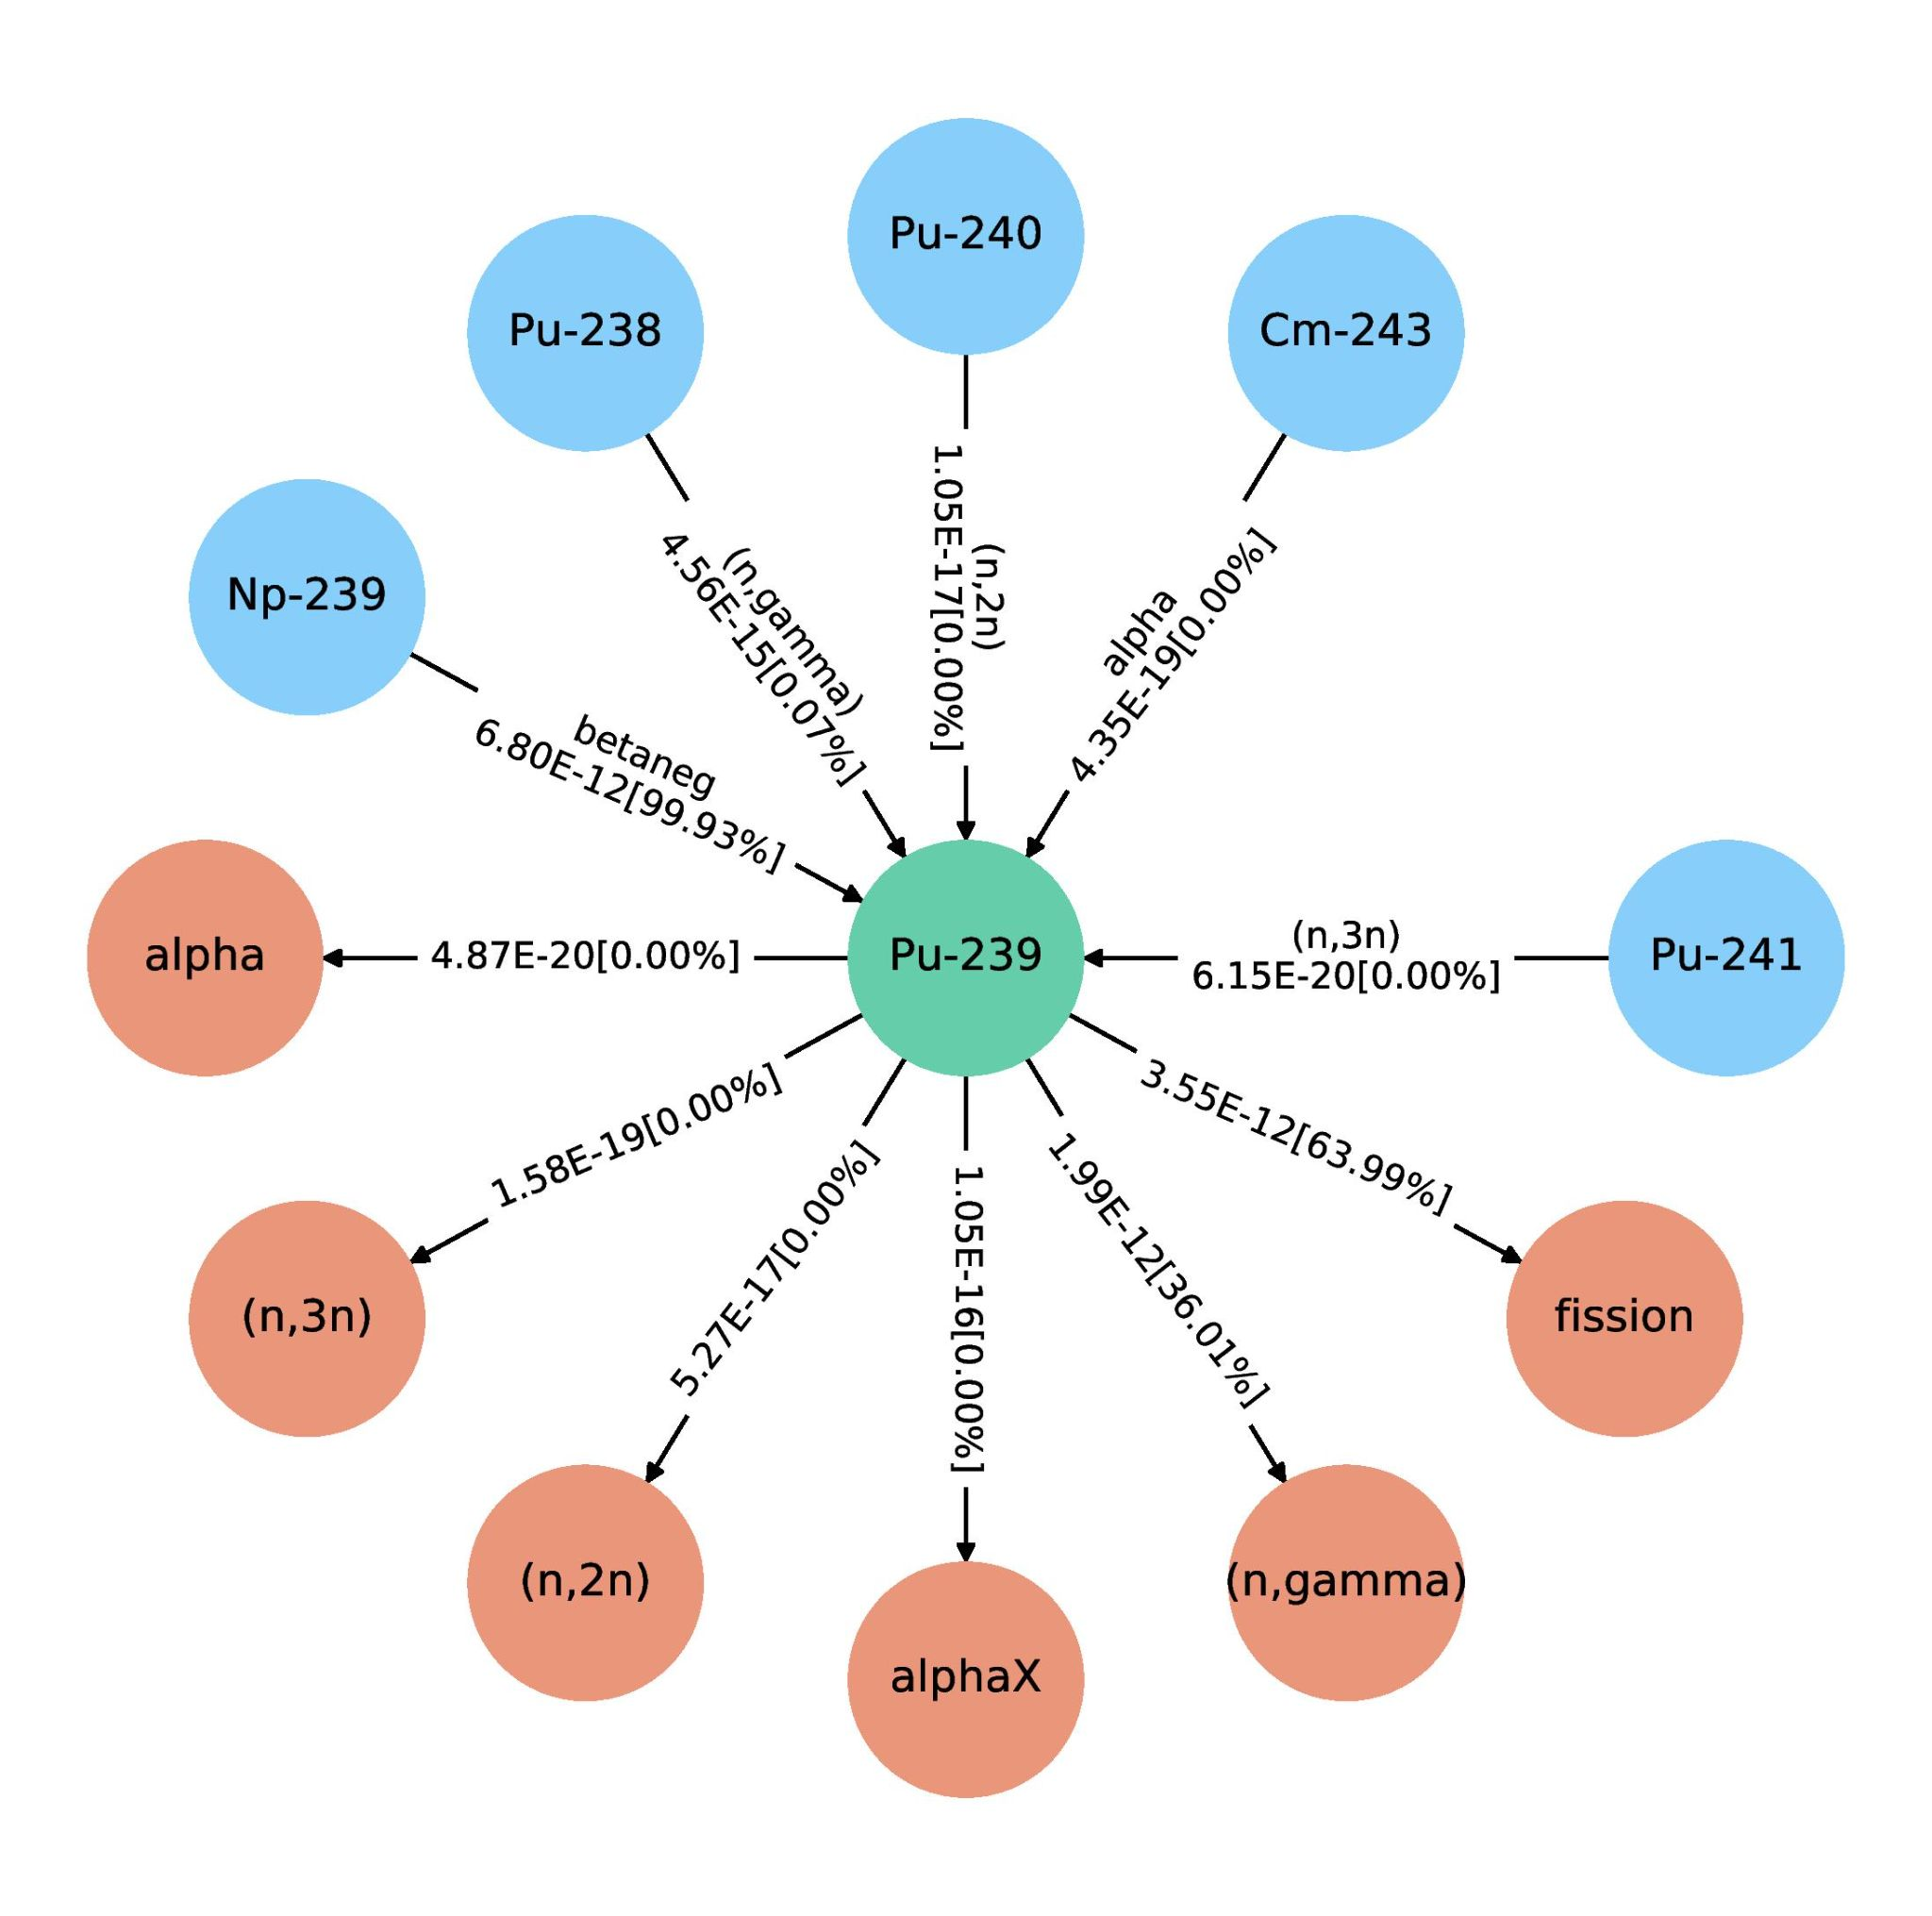 Pu-240
Pu-238
Cm-243
Np-239
(n,gamma)
4.56E-15[0.07%]
(n,2n)
1.05E-17[0.00%]
alpha
4.35E-19[0.00%]
betaneg
6.80E-12[99.93%]
alpha
4.87E-20[0.00%]
Pu-239
(n,3n)
6.15E-20[0.00%]
Pu-241
1.58E-19[0.00%]
5.27E-17[0.00%]
1.05E-16[0.00%]
1.99E-12[36.01%]
3.55E-12[63.99%]
(n,3n)
fission
(n,2n)
(n,gamma)
alphaX